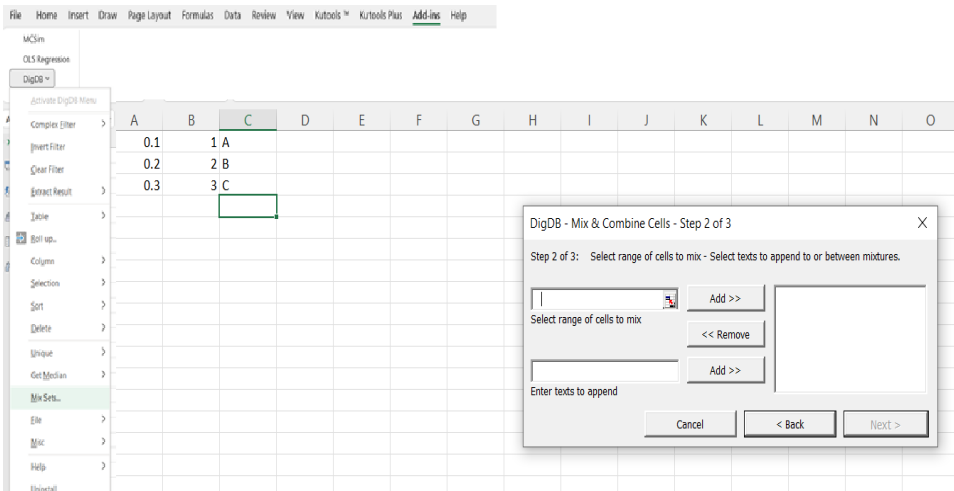 File Home Insert Draw Page Layout Formulas Data Review View Kutools ™ Kutools Plus Add-ins Help
MCSim
OLS Regression
DigDB
Activate DigDB Menu
Complex Filter
Invert Filter
Clear Filter
Extract Result
Table
Roll up...
Column
Selection
Sort
Delete
Unique
Get Median
Mix Sets...
File
Misc
Help
Uninstall
A B C D E F G H I J K L M N O
0.1 1 A
0.2 2 B
0.3 3 C
DigDB - Mix & Combine Cells - Step 2 of 3 X
Step 2 of 3: Select range of cells to mix - Select texts to append to or between mixtures.
Add >>
Select range of cells to mix
<< Remove
Add >>
Enter texts to append
Cancel < Back Next >